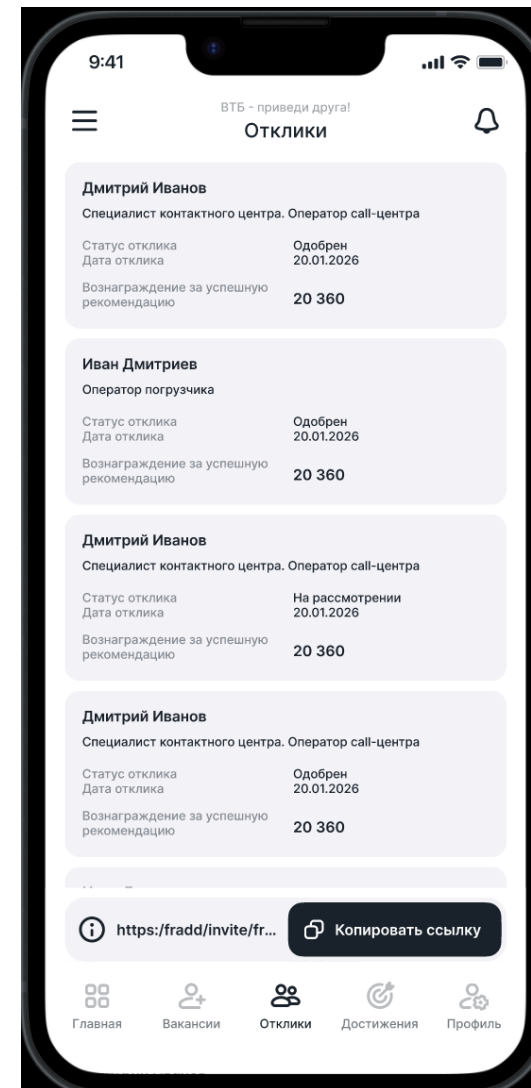 9:41
ВТБ - приведи друга!
Отклики
Дмитрий Иванов
Специалист контактного центра. Оператор call-центра
Статус отклика Одобрен
Дата отклика 20.01.2026
Вознаграждение за успешную
рекомендацию 20 360
Иван Дмитриев
Оператор погрузчика
Статус отклика Одобрен
Дата отклика 20.01.2026
Вознаграждение за успешную
рекомендацию 20 360
Дмитрий Иванов
Специалист контактного центра. Оператор call-центра
Статус отклика На рассмотрении
Дата отклика 20.01.2026
Вознаграждение за успешную
рекомендацию 20 360
Дмитрий Иванов
Специалист контактного центра. Оператор call-центра
Статус отклика Одобрен
Дата отклика 20.01.2026
Вознаграждение за успешную
рекомендацию 20 360
https:/fradd/invite/fr... Копировать ссылку
Главная Вакансии Отклики Достижения Профиль